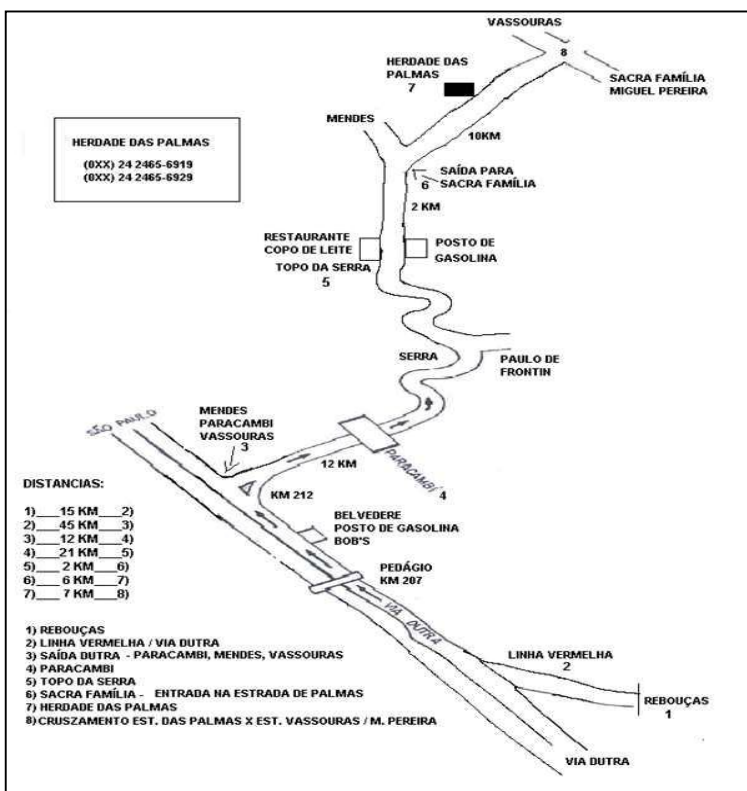 VASSOURAS
8
HERDADE DAS
PALMAS
7
SACRA FAMÍLIA
MIGUEL PEREIRA
MENDES
10KM
HERDADE DAS PALMAS
(0XX) 24 2465-6919
(0XX) 24 2465-6929
SAÍDA PARA
6 SACRA FAMÍLIA
2 KM
RESTAURANTE
COPO DE LEITE
TOPO DA SERRA
5
POSTO DE
GASOLINA
SERRA
PAULO DE
FRONTIN
SÃO PAULO
MENDES
PARACAMBI
VASSOURAS
3
12 KM
PARACAMBÍ
4
KM 212
DISTANCIAS:
1)___15 KM___2)
2)___45 KM___3)
3)___12 KM___4)
4)___21 KM___5)
5)___ 2 KM___6)
6)___ 6 KM___7)
7)___ 7 KM___8)
BELVEDERE
POSTO DE GASOLINA
BOB'S
PEDÁGIO
KM 207
VIA DUTRA
LINHA VERMELHA
2
REBOUÇAS
1
VIA DUTRA
1) REBOUÇAS
2) LINHA VERMELHA / VIA DUTRA
3) SAÍDA DUTRA - PARACAMBI, MENDES, VASSOURAS
4) PARACAMBI
5) TOPO DA SERRA
6) SACRA FAMÍLIA - ENTRADA NA ESTRADA DE PALMAS
7) HERDADE DAS PALMAS
8) CRUSZAMENTO EST. DAS PALMAS X EST. VASSOURAS / M. PEREIRA